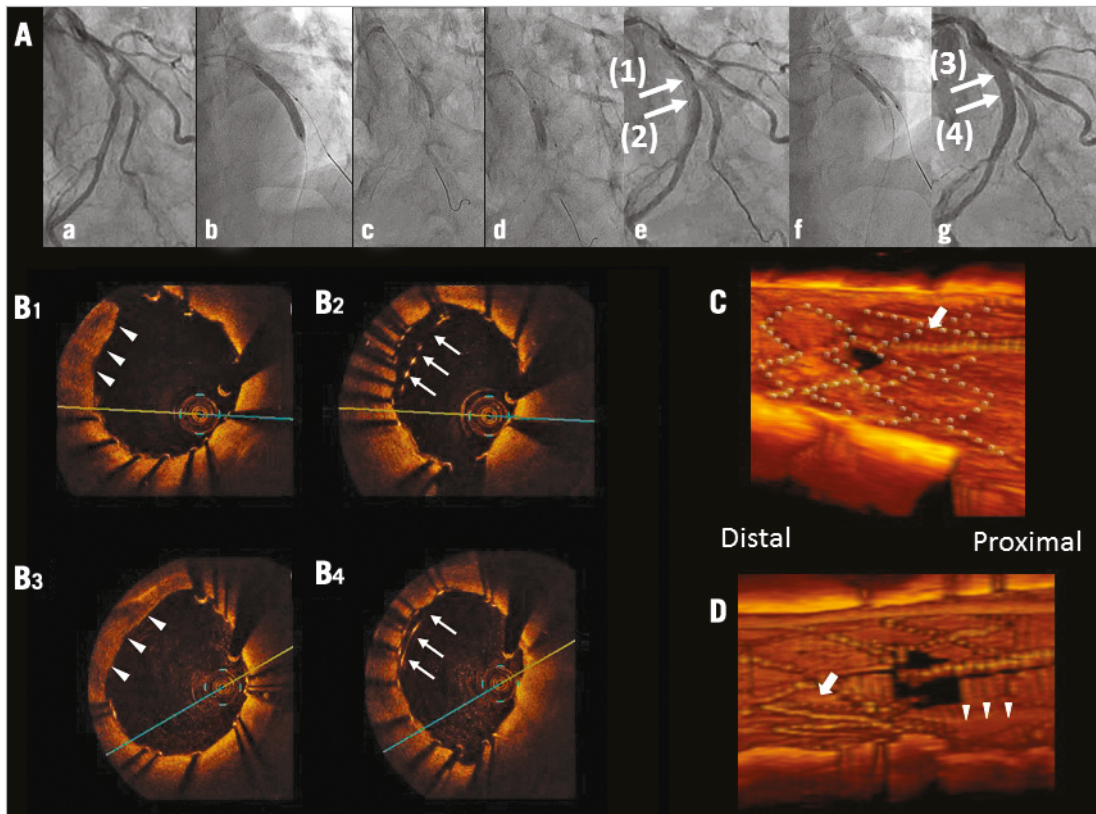 A
a
b
c
d
(1)
(2)
e
f
(3)
(4)
g
B1
B2
C
Distal
Proximal
B3
B4
D